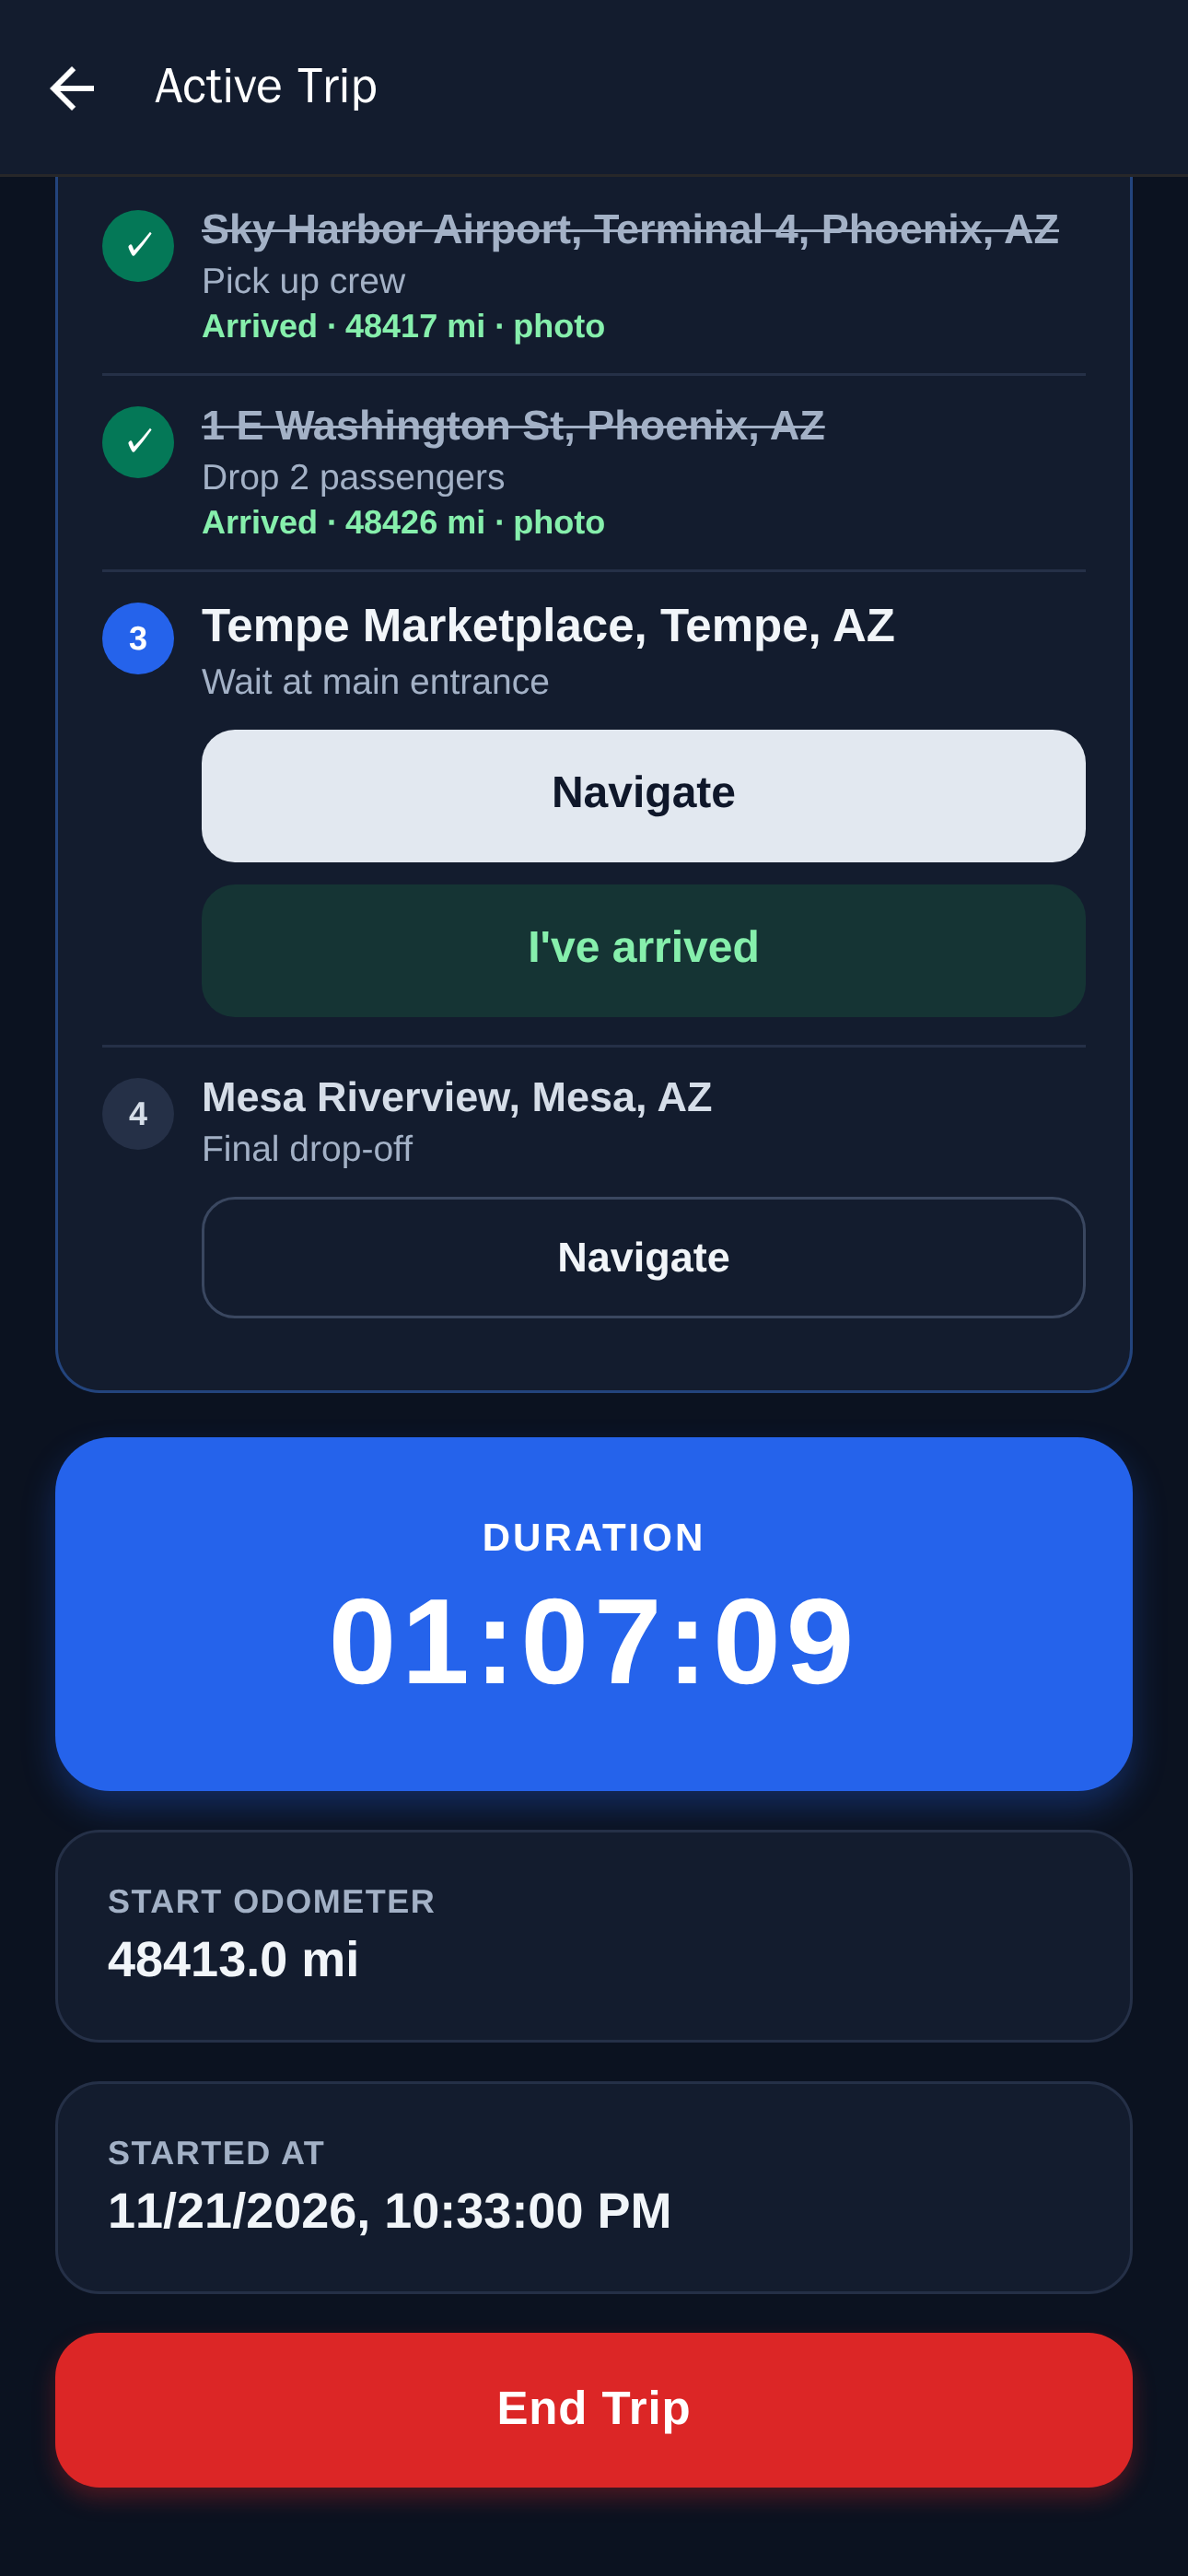 Active Trip
✓
Sky Harbor Airport, Terminal 4, Phoenix, AZ
Pick up crew
Arrived · 48417 mi · photo
✓
1 E Washington St, Phoenix, AZ
Drop 2 passengers
Arrived · 48426 mi · photo
3
Tempe Marketplace, Tempe, AZ
Wait at main entrance
Navigate
I've arrived
4
Mesa Riverview, Mesa, AZ
Final drop-off
Navigate
DURATION
01:07:09
START ODOMETER
48413.0 mi
STARTED AT
11/21/2026, 10:33:00 PM
End Trip